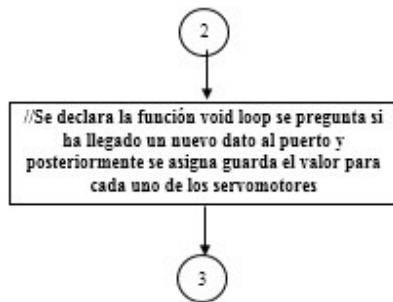 2
//Se declara la función void loop se pregunta si
ha llegado un nuevo dato al puerto y
posteriormente se asigna guarda el valor para
cada uno de los servomotores
3